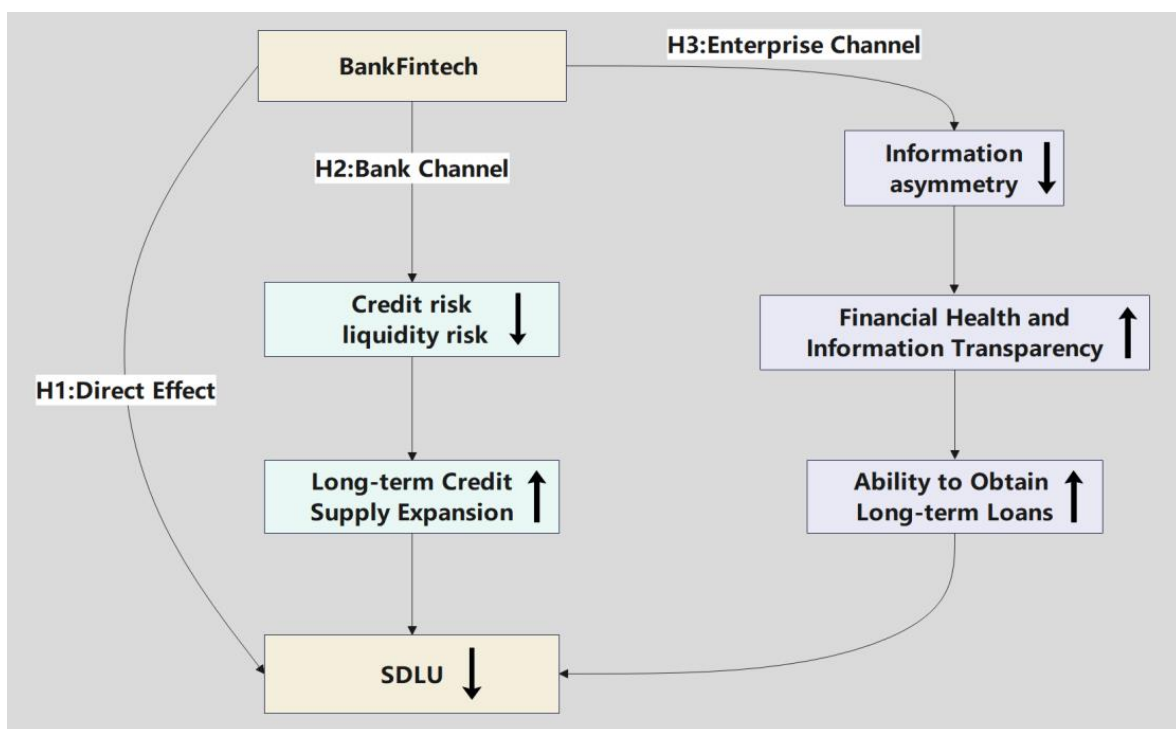 BankFintech
H3:Enterprise Channel
H2:Bank Channel
Information
asymmetry
Credit risk
liquidity risk
Financial Health and
Information Transparency
H1:Direct Effect
Long-term Credit
Supply Expansion
Ability to Obtain
Long-term Loans
SDLU